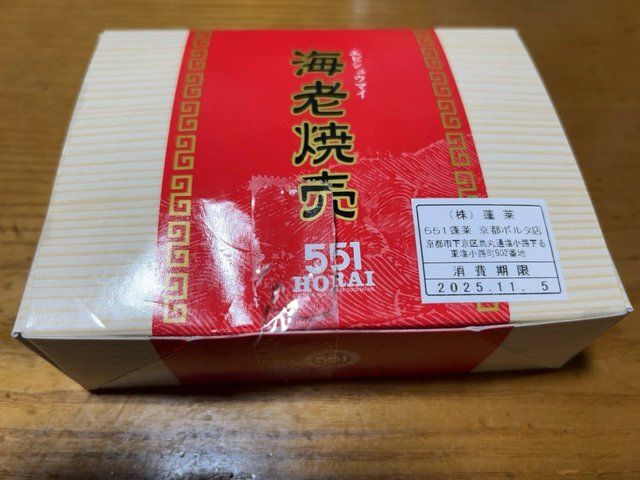 エビシュウマイ
海老焼売
551
HORAI
(株) 蓬莱
551蓬莱 京都ポルタ店
京都市下京区烏丸通塩小路下る
東塩小路町902番地
消費期限
2025.11. 5
551